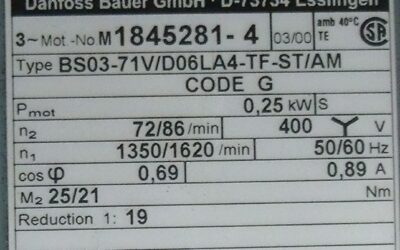 Danfoss Bauer GmbH · D-73734 Esslingen
3~ Mot.-No M 1845281- 4 03/00 amb 40°C TE SA
Type BS03-71V/D06LA4-TF-ST/AM
CODE G
Pmot 0,25 kW S
n2 72/86 /min 400 Y V
n1 1350/1620 /min 50/60 Hz
cos φ 0,69 0,89 A
M2 25/21 Nm
Reduction 1: 19